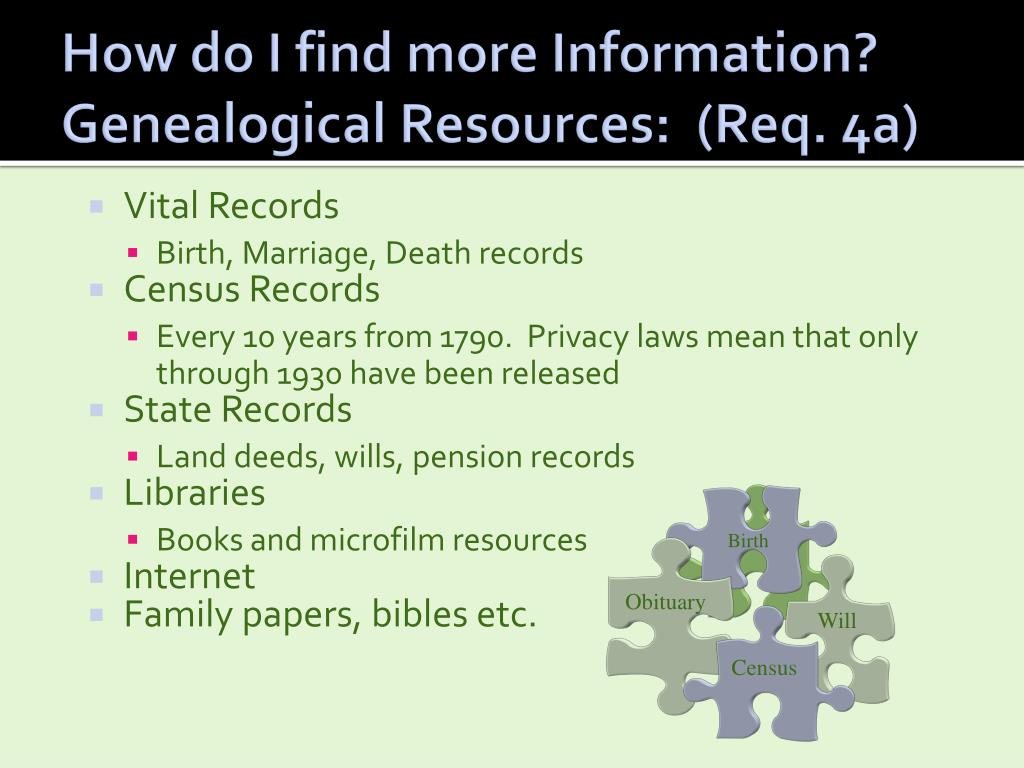 How do I find more Information?
Genealogical Resources:  (Req. 4a)
Vital Records
Birth, Marriage, Death records
Census Records
Every 10 years from 1790.  Privacy laws mean that only
through 1930 have been released
State Records
Land deeds, wills, pension records
Libraries
Books and microfilm resources
Internet
Family papers, bibles etc.
Birth
Obituary
Will
Census